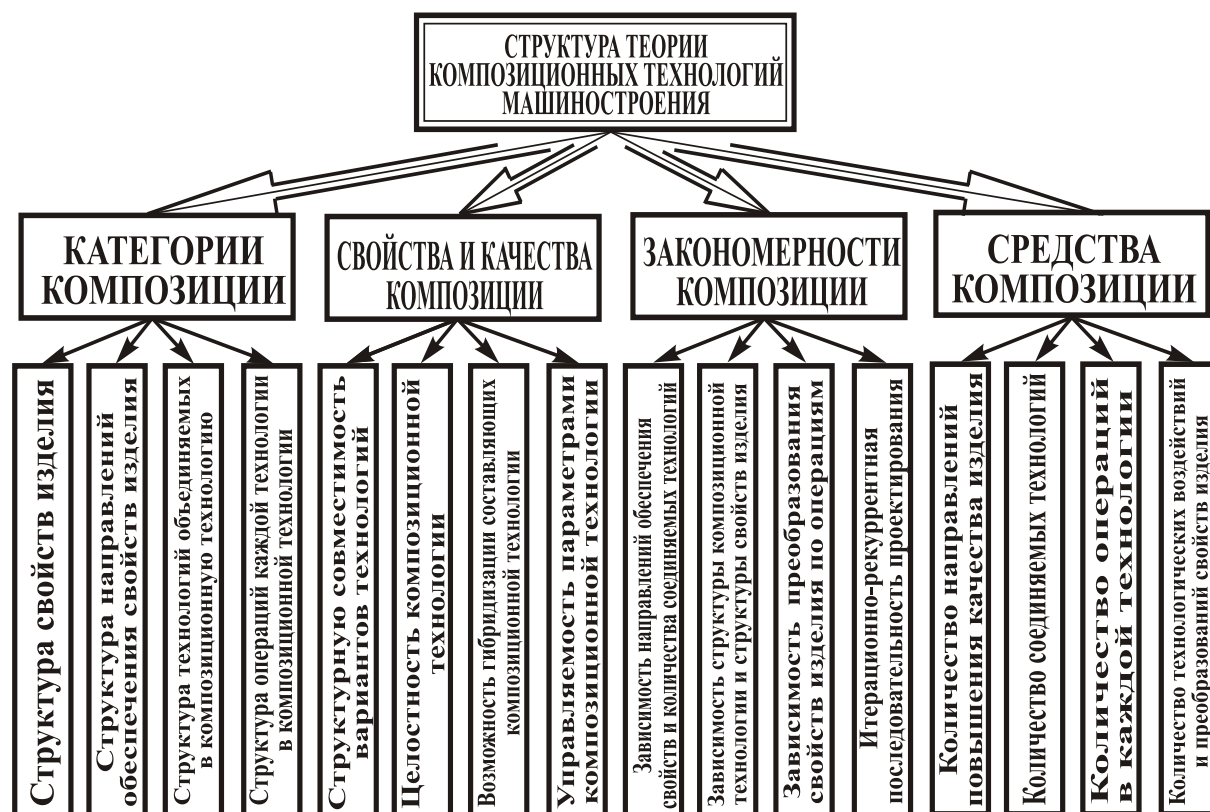 СТРУКТУРА ТЕОРИИ
КОМПОЗИЦИОННЫХ ТЕХНОЛОГИЙ
МАШИНОСТРОЕНИЯ
КАТЕГОРИИ
КОМПОЗИЦИИ
СВОЙСТВА И КАЧЕСТВА
КОМПОЗИЦИИ
ЗАКОНОМЕРНОСТИ
КОМПОЗИЦИИ
СРЕДСТВА
КОМПОЗИЦИИ
Структура свойств изделия
Структура направлений
обеспечения свойств изделия
Структура технологий объединяемых
в композиционную технологию
Структура операций каждой технологии
в композиционной технологии
Структурную совместимость
вариантов технологий
Целостность композиционной
технологии
Возможность гибридизации составляющих
композиционной технологии
Управляемость параметрами
композиционной технологии
Зависимость направлений обеспечения
свойств и количества соединяемых технологий
Зависимость структуры композиционной
технологии и структуры свойств изделия
Зависимость преобразования
свойств изделия по операциям
Итерационно-рекуррентная
последовательность проектирования
Количество направлений
повышения качества изделия
Количество соединяемых технологий
Количество операций
в каждой технологии
Количество технологических воздействий
и преобразований свойств изделия